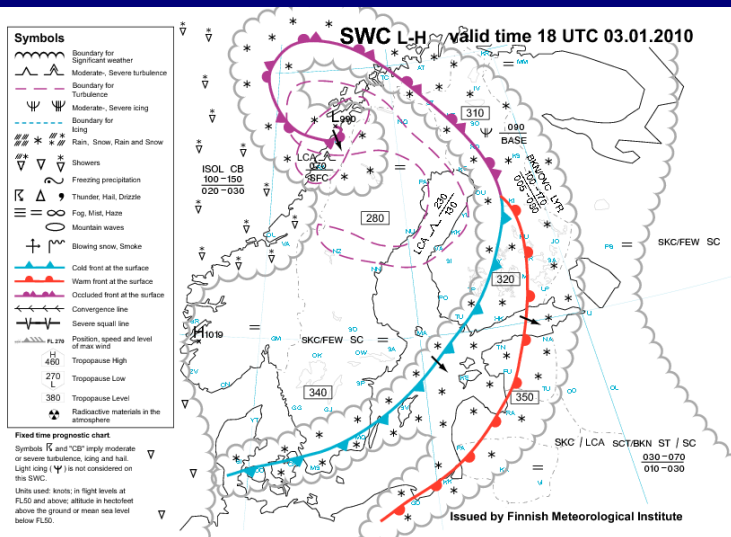 SWC L-H valid time 18 UTC 03.01.2010
Symbols
Boundary for
Significant weather
Moderate-, Severe turbulence
Boundary for
Turbulence
Moderate-, Severe icing
Boundary for
Icing
Rain, Snow, Rain and Snow
Showers
Freezing precipitation
Thunder, Hail, Drizzle
Fog, Mist, Haze
Mountain waves
Blowing snow, Smoke
Cold front at the surface
Warm front at the surface
Occluded front at the surface
Convergence line
Severe squall line
FL 270
Position, speed and level
of max wind
H
460
Tropopause High
270
L
Tropopause Low
380
Tropopause Level
Radioactive materials in the
atmosphere
Fixed time prognostic chart
Symbols and "CB" imply moderate
or severe turbulence, icing and hail.
Light icing ( ) is not considered on
this SWC.
Units used: knots; in flight levels at
FL50 and above; altitude in hectofeet
above the ground or mean sea level
below FL50.
L990
310
090
BASE
LCA
070
SFC
ISOL CB
100-150
020-030
BKN/OVC LYR
100-170
005-090
280
230
LCA
130
SKC/FEW SC
320
H1019
SKC/FEW SC
340
350
SKC / LCA SCT/BKN ST / SC
030-070
010-030
Issued by Finnish Meteorological Institute